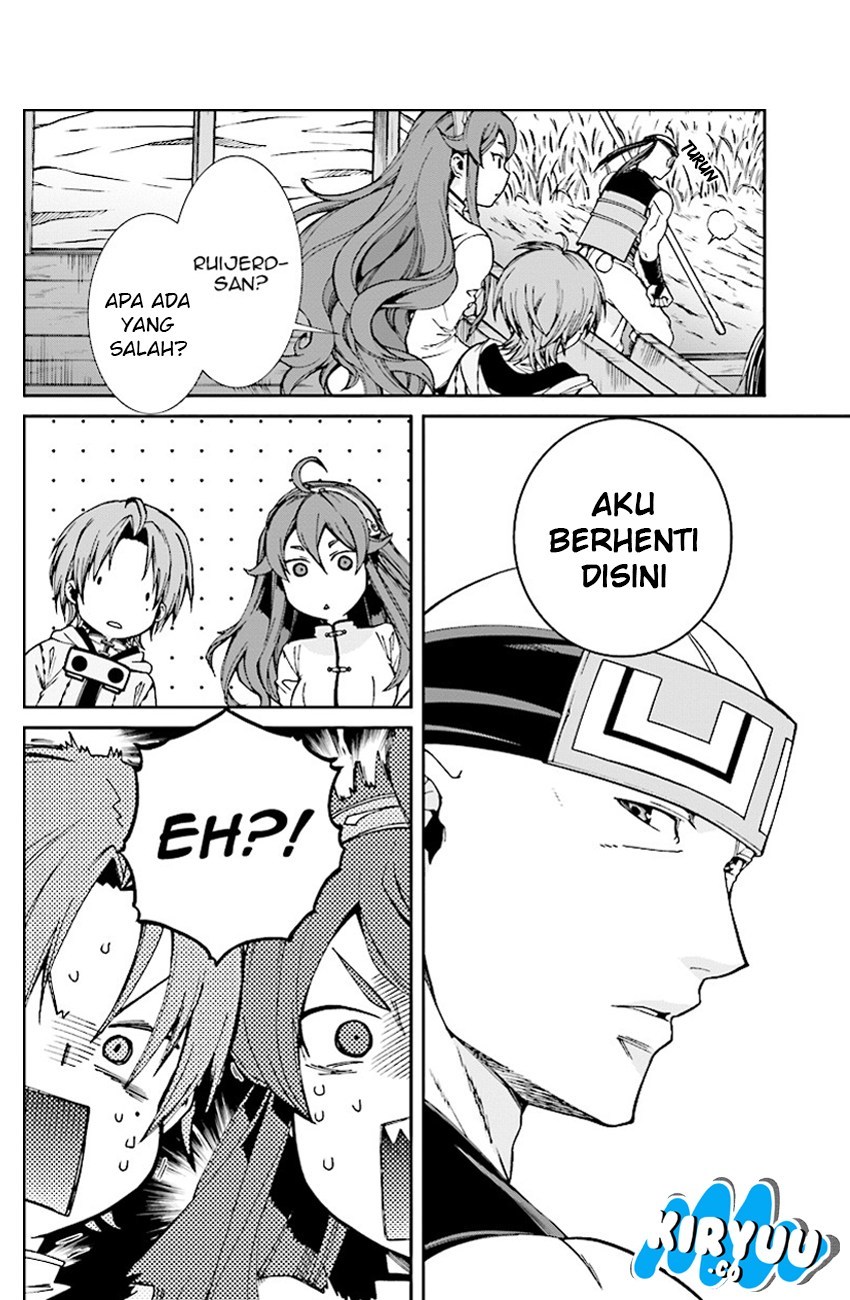 TURUN
RUIJERD-
SAN?
APA ADA
YANG
SALAH?
AKU
BERHENTI
DISINI
EH?!
KIRYUU
.CO